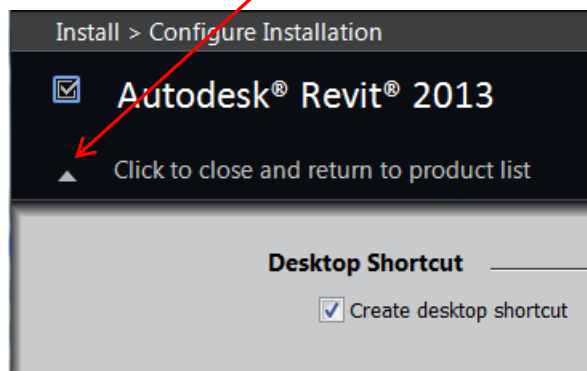 Install > Configure Installation
Autodesk® Revit® 2013
Click to close and return to product list
Desktop Shortcut
Create desktop shortcut